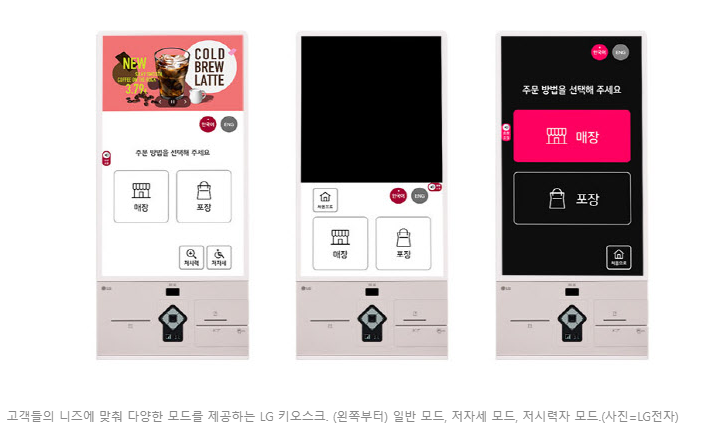 NEW
COLD
BREW
LATTE
3.79
한국어
ENG
주문 방법을 선택해 주세요
매장
포장
저시력
저자세
LG
처음으로
한국어
ENG
매장
포장
LG
한국어
ENG
주문 방법을 선택해 주세요
매장
포장
처음으로
LG
고객들의 니즈에 맞춰 다양한 모드를 제공하는 LG 키오스크. (왼쪽부터) 일반 모드, 저자세 모드, 저시력자 모드.(사진=LG전자)